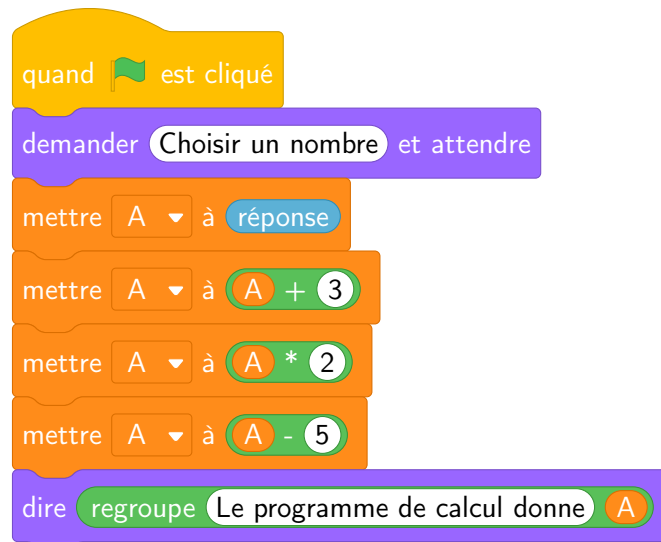 quand est cliqué
demander Choisir un nombre et attendre
mettre A à réponse
mettre A à A + 3
mettre A à A * 2
mettre A à A - 5
dire regroupe Le programme de calcul donne A